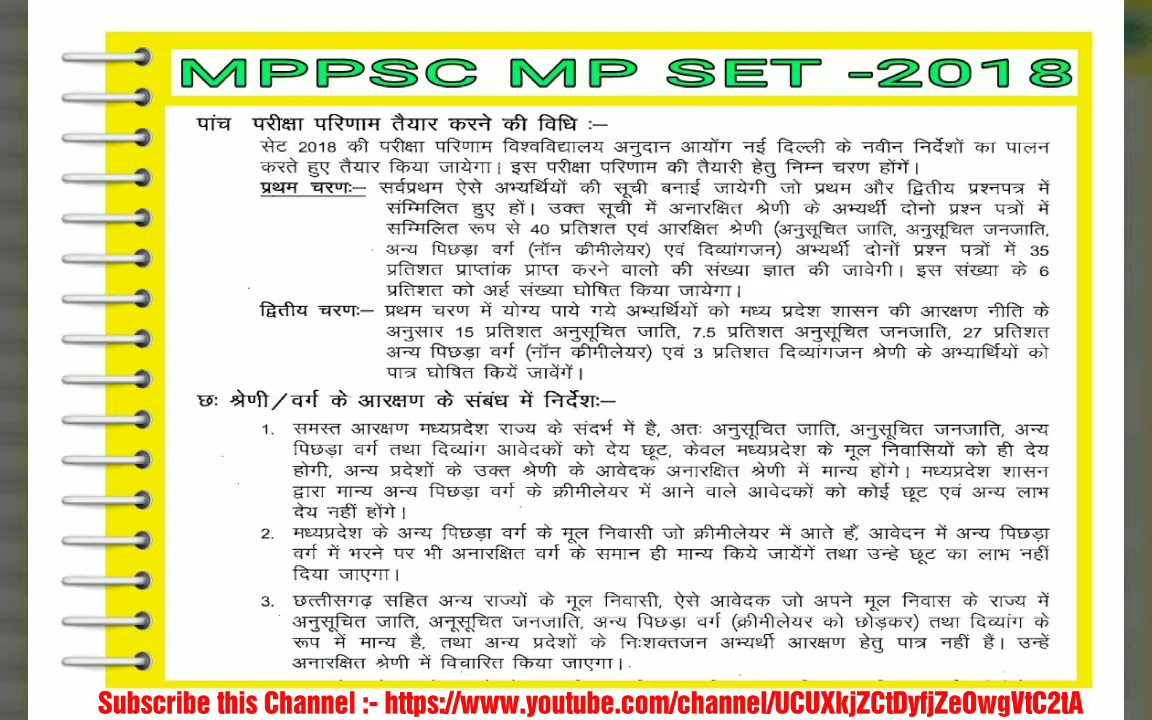 MPPSC MP SET -2018
पांच परीक्षा परिणाम तैयार करने की विधि :–
सेट 2018 की परीक्षा परिणाम विश्वविद्यालय अनुदान आयोंग नई दिल्ली के नवीन निर्देशों का पालन
करते हुए तैयार किया जायेगा। इस परीक्षा परिणाम की तैयारी हेतु निम्न चरण होंगें।
प्रथम चरणः– सर्वप्रथम ऐसे अभ्यर्थियों की सूची बनाई जायेगी जो प्रथम और द्वितीय प्रश्नपत्र में
संम्मिलित हुए हों। उक्त सूची में अनारक्षित श्रेणी के अभ्यर्थी दोनो प्रश्न पत्रों में
सम्मिलित रूप से 40 प्रतिशत एवं आरक्षित श्रेणी (अनुसूचित जाति, अनुसूचित जनजाति,
अन्य पिछड़ा वर्ग (नॉन क्रीमीलेयर) एवं दिव्यांगजन) अभ्यर्थी दोनों प्रश्न पत्रों में 35
प्रतिशत प्राप्तांक प्राप्त करने वालो की संख्या ज्ञात की जावेगी। इस संख्या के 6
प्रतिशत को अर्ह संख्या घोषित किया जायेगा।
द्वितीय चरणः– प्रथम चरण में योग्य पाये गये अभ्यर्थियों को मध्य प्रदेश शासन की आरक्षण नीति के
अनुसार 15 प्रतिशत अनुसूचित जाति, 7.5 प्रतिशत अनुसूंचित जनजाति, 27 प्रतिशत
अन्य पिछड़ा वर्ग (नॉन क्रीमीलेयर) एवं 3 प्रतिशत दिव्यांगजन श्रेणी के अभ्यार्थियों को
पात्र घोषित कियें जावेंगें।
छः श्रेणी/वर्ग के आरक्षण के संबंध में निर्देशः–
1. समस्त आरक्षण मध्यप्रदेश राज्य के संदर्भ में है, अतः अनुसूचित जाति, अनुसूचित जनजाति, अन्य
पिछड़ा वर्ग तथा दिव्यांग आवेदकों को देय छूट, केवल मध्यप्रदेश के मूल निवासियों को ही देय
होगी, अन्य प्रदेशों के उक्त श्रेणी के आवेदक अनारक्षित श्रेणी में मान्य होंगे। मध्यप्रदेश शासन
द्वारा मान्य अन्य पिछड़ा वर्ग के क्रीमीलेयर में आने वाले आवेदकों को कोई छूट एवं अन्य लाभ
देय नहीं होंगे।
2. मध्यप्रदेश के अन्य पिछड़ा वर्ग के मूल निवासी जो क्रीमीलेयर में आते हैं, आवेदन में अन्य पिछड़ा
वर्ग में भरने पर भी अनारक्षित वर्ग के समान ही मान्य किये जायेंगें तथा उन्हे छूट का लाभ नहीं
दिया जाएगा।
3. छत्तीसगढ़ सहित अन्य राज्यों के मूल निवासी, ऐसे आवेदक जो अपने मूल निवास के राज्य में
अनुसूचित जाति, अनूसूचित जनजाति, अन्य पिछड़ा वर्ग (क्रीमीलेयर को छोड़कर) तथा दिव्यांग के
रूप में मान्य है, तथा अन्य प्रदेशों के निःशक्तजन अभ्यर्थी आरक्षण हेतु पात्र नहीं हैं। उन्हें
अनारक्षित श्रेणी में विचारित किया जाएगा।
Subscribe this Channel :- https://www.youtube.com/channel/UCUXkjZCtDyfjZeOwgVtC2tA